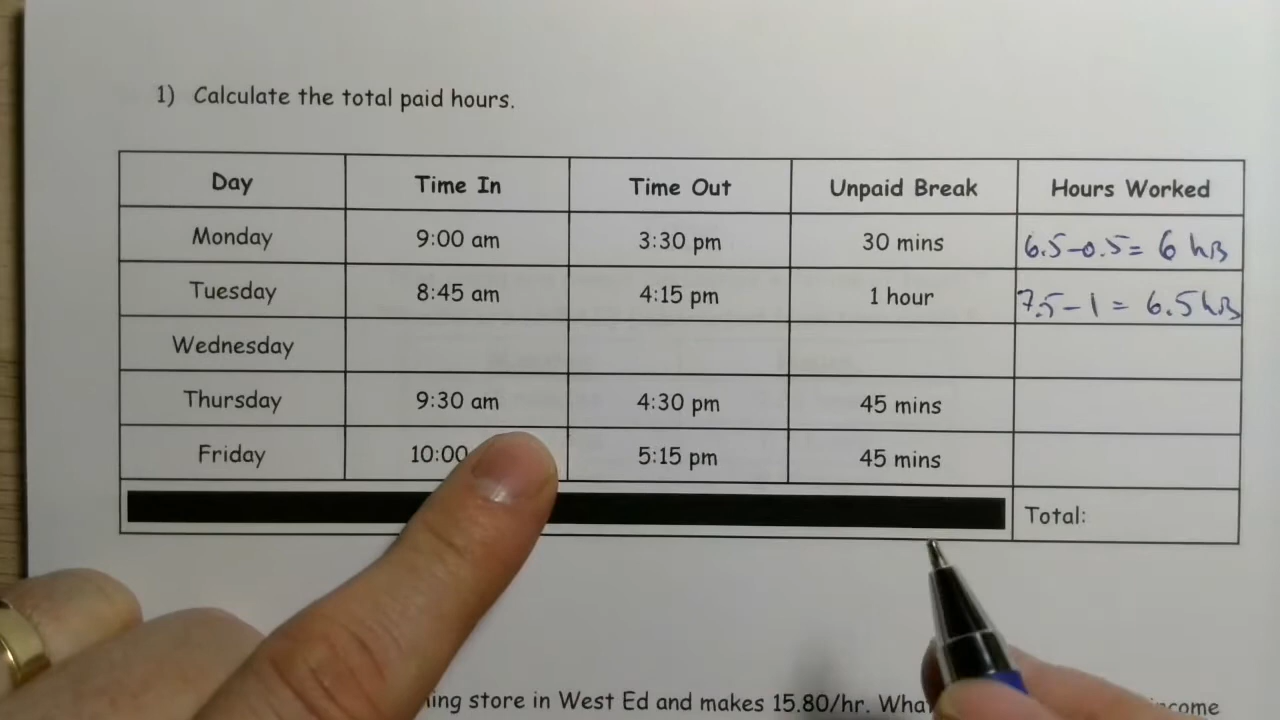 1) Calculate the total paid hours.
Day Time In Time Out Unpaid Break Hours Worked
Monday 9:00 am 3:30 pm 30 mins 6.5-0.5= 6 hrs
Tuesday 8:45 am 4:15 pm 1 hour 7.5-1 = 6.5 hrs
Wednesday
Thursday 9:30 am 4:30 pm 45 mins
Friday 10:00 5:15 pm 45 mins
Total:
store in West Ed and makes 15.80/hr.